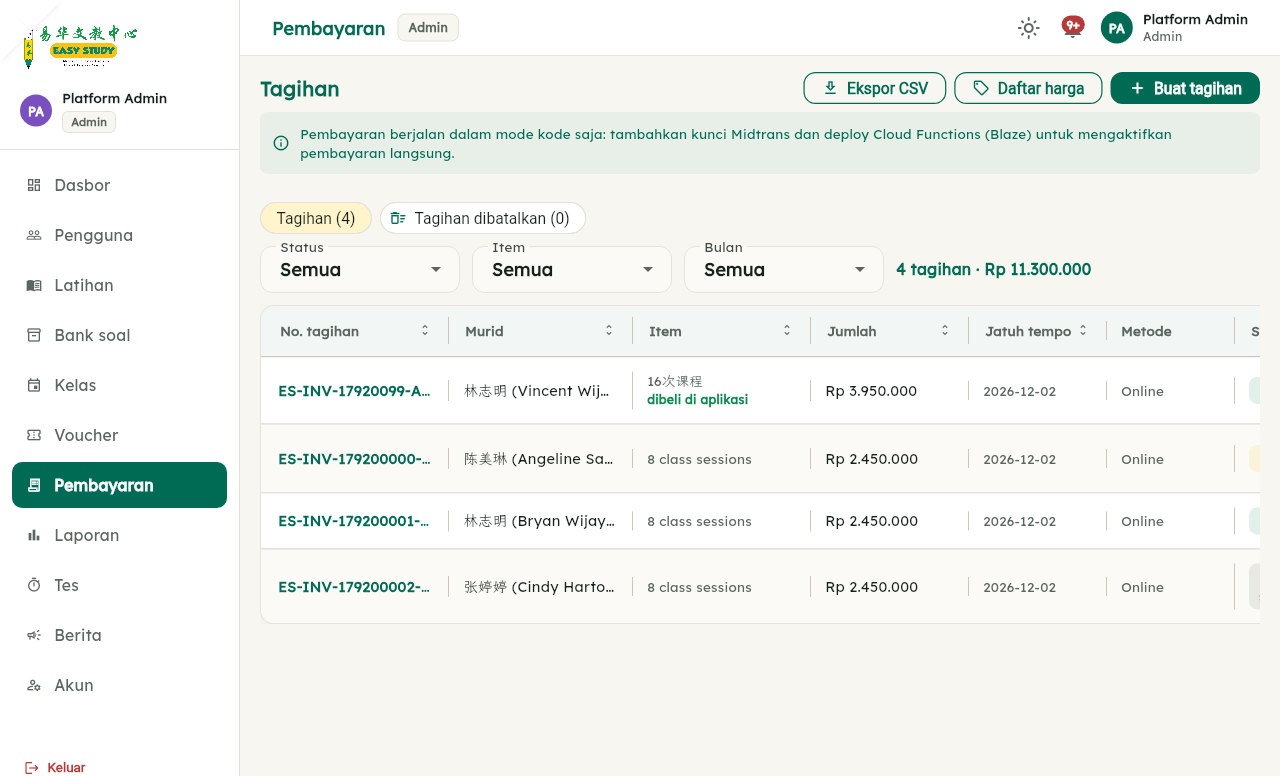 易华文教中心
EASY STUDY
Platform Admin
PA
Admin
Dasbor
Pengguna
Latihan
Bank soal
Kelas
Voucher
Pembayaran
Laporan
Tes
Berita
Akun
Keluar
Pembayaran
Admin
9+
PA
Platform Admin
Admin
Tagihan
Ekspor CSV
Daftar harga
Buat tagihan
Pembayaran berjalan dalam mode kode saja: tambahkan kunci Midtrans dan deploy Cloud Functions (Blaze) untuk mengaktifkan
pembayaran langsung.
Tagihan (4)
Tagihan dibatalkan (0)
Status
Semua
Item
Semua
Bulan
Semua
4 tagihan · Rp 11.300.000
No. tagihan Murid Item Jumlah Jatuh tempo Metode S
ES-INV-17920099-A... 林志明 (Vincent Wij... 16次课程 Rp 3.950.000 2026-12-02 Online
dibeli di aplikasi
ES-INV-179200000-... 陈美琳 (Angeline Sa... 8 class sessions Rp 2.450.000 2026-12-02 Online
ES-INV-179200001-... 林志明 (Bryan Wijay... 8 class sessions Rp 2.450.000 2026-12-02 Online
ES-INV-179200002-... 张婷婷 (Cindy Harto... 8 class sessions Rp 2.450.000 2026-12-02 Online